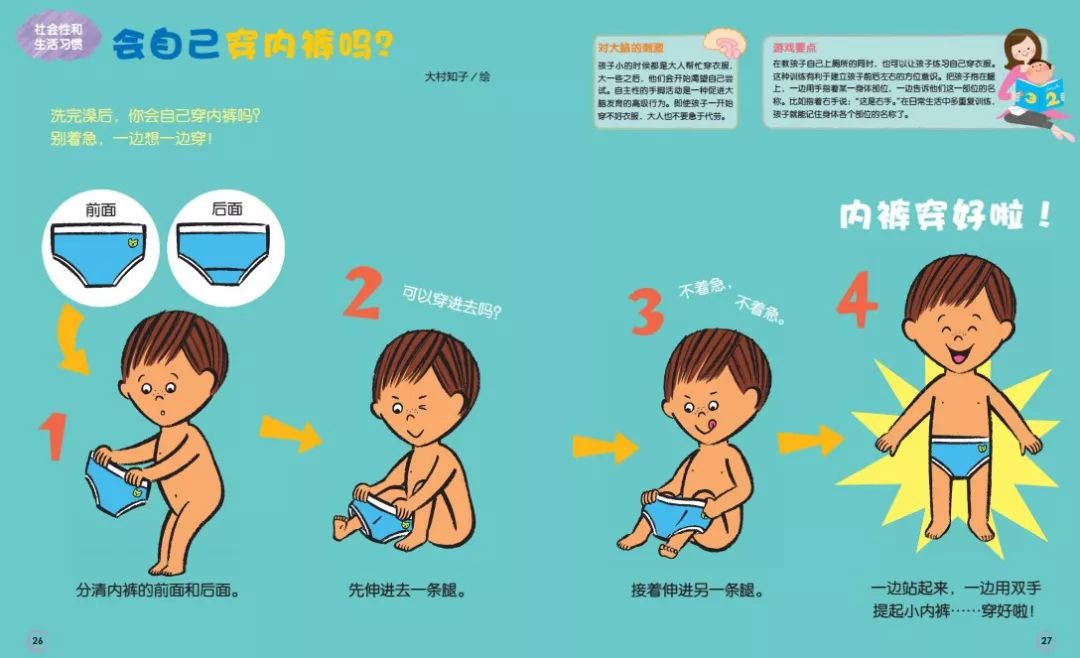 社会性和
生活习惯
会自己穿内裤吗？
大村知子／绘
洗完澡后，你会自己穿内裤吗？
别着急，一边想一边穿！
对大脑的刺激
孩子小的时候都是大人帮忙穿衣服，
大一些之后，他们会开始渴望自己尝
试。自主性的手脚活动是一种促进大
脑发育的高级行为。即使孩子一开始
穿不好衣服，大人也不要急于代劳。
游戏要点
在教孩子自己上厕所的同时，也可以让孩子练习自己穿衣服。
这种训练有利于建立孩子前后左右的方位意识。把孩子抱在腿
上，一边用手指着某一身体部位，一边告诉他们这一部位的名
称。比如指着右手说：“这是右手。”在日常生活中多重复训练，
孩子就能记住身体各个部位的名称了。
前面
后面
1
分清内裤的前面和后面。
2
可以穿进去吗？
先伸进去一条腿。
3
不着急，
不着急。
接着伸进另一条腿。
内裤穿好啦！
4
一边站起来，一边用双手
提起小内裤……穿好啦！
26
27